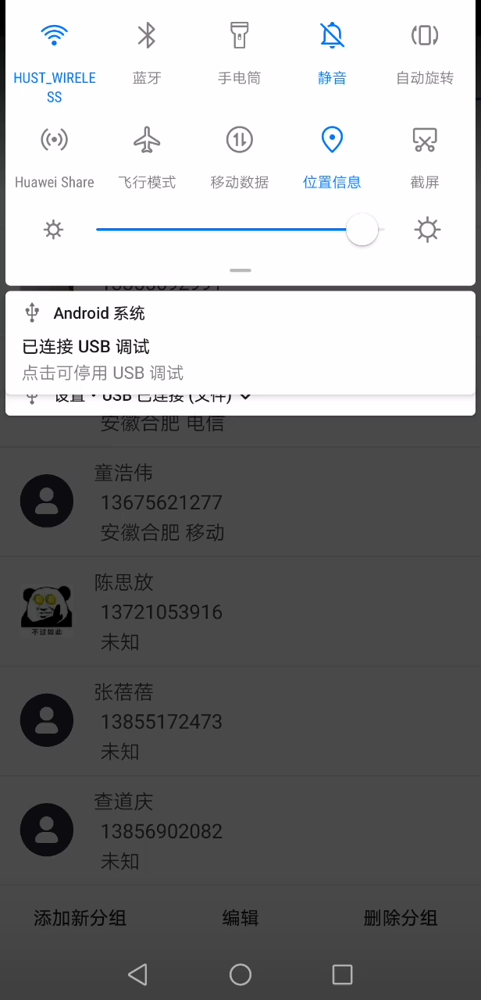 HUST_WIRELE
SS
蓝牙
手电筒
静音
自动旋转
Huawei Share
飞行模式
移动数据
位置信息
截屏
Android 系统
已连接 USB 调试
点击可停用 USB 调试
设置 • USB 已连接 (文件)
安徽合肥 电信
童浩伟
13675621277
安徽合肥 移动
陈思放
13721053916
未知
不过如此
张蓓蓓
13855172473
未知
查道庆
13856902082
未知
添加新分组
编辑
删除分组